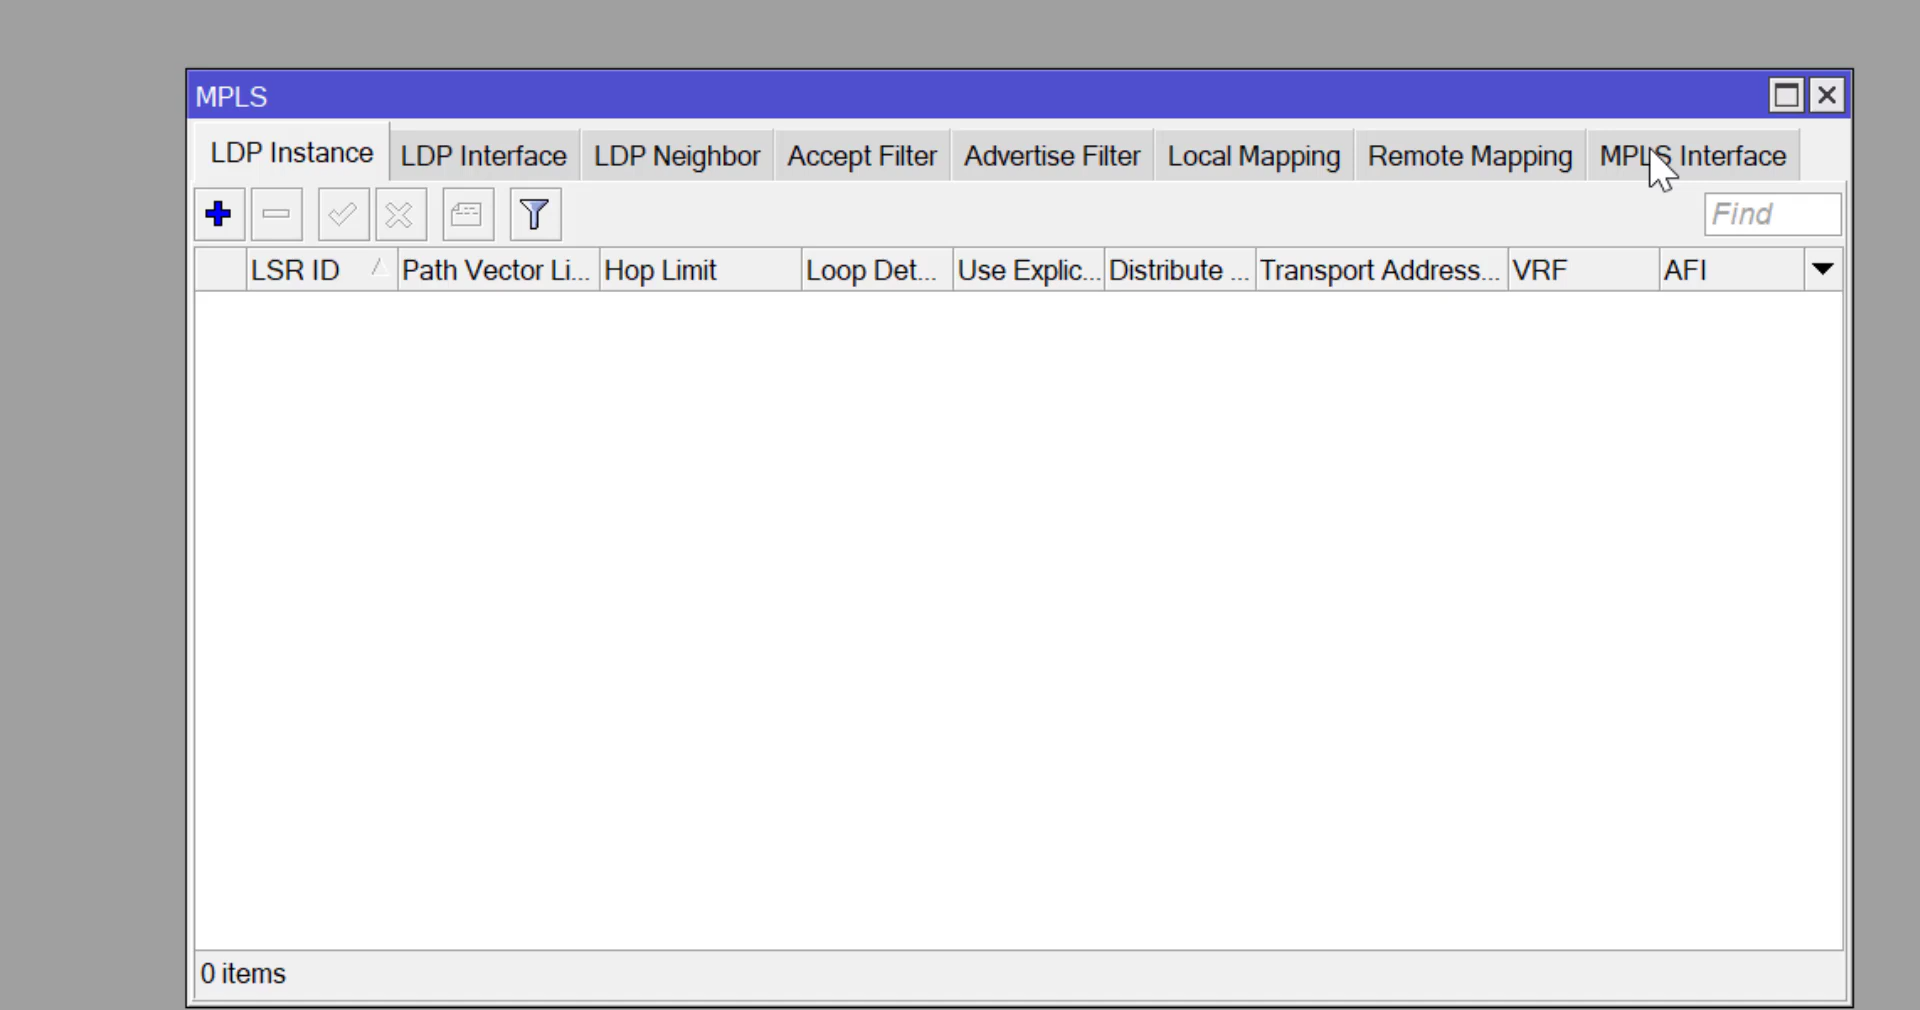 MPLS
LDP Instance LDP Interface LDP Neighbor Accept Filter Advertise Filter Local Mapping Remote Mapping MPLS Interface
Find
LSR ID Path Vector Li... Hop Limit Loop Det... Use Explic... Distribute ... Transport Address... VRF AFI
0 items